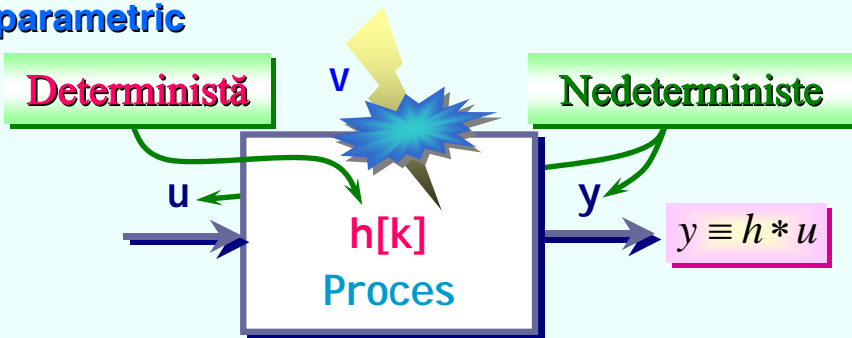 parametric
Deterministă
v
Nedeterministe
u
y
h[k]
y ≡ h * u
Proces